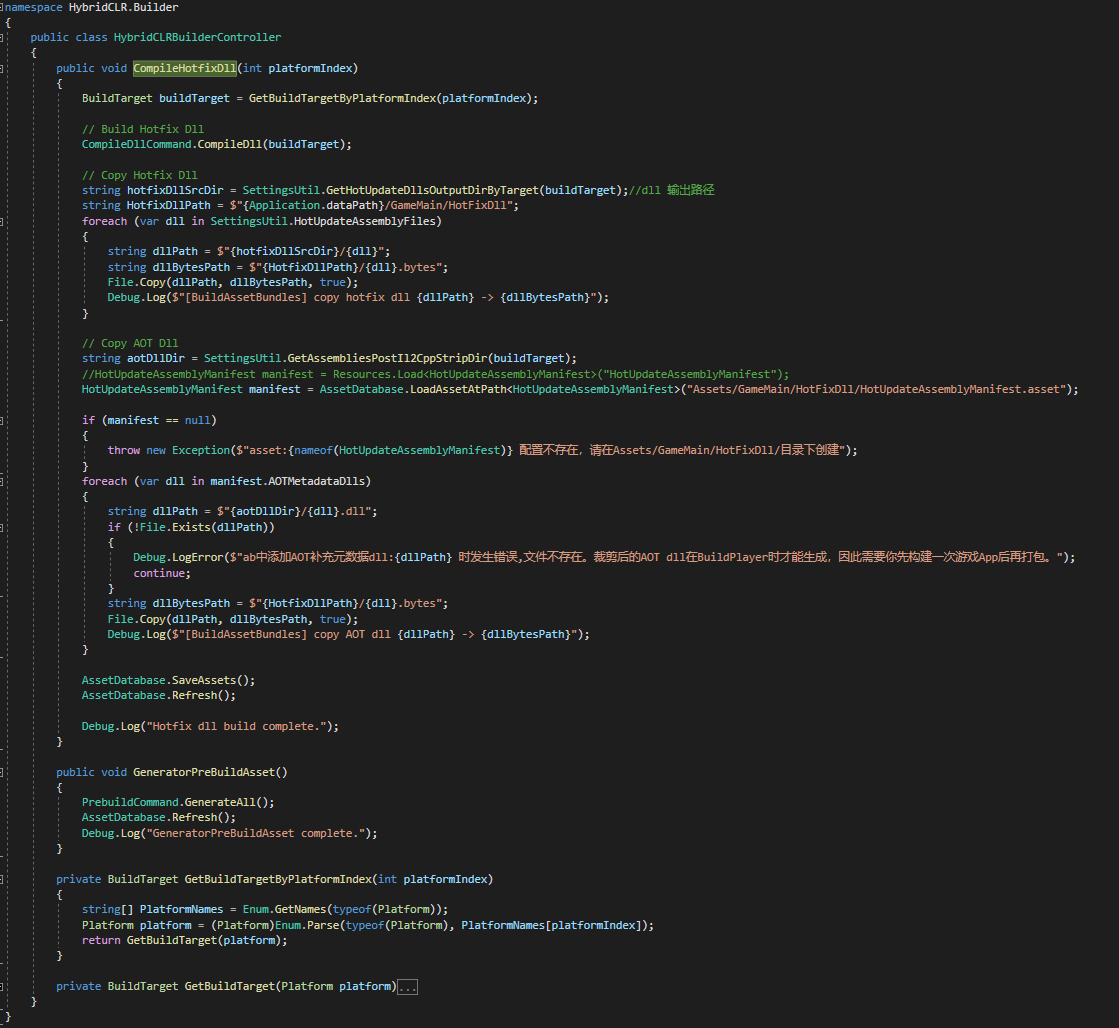 namespace HybridCLR.Builder
{
public class HybridCLRBuilderController
{
public void CompileHotfixDll(int platformIndex)
{
BuildTarget buildTarget = GetBuildTargetByPlatformIndex(platformIndex);
// Build Hotfix Dll
CompileDllCommand.CompileDll(buildTarget);
// Copy Hotfix Dll
string hotfixDllSrcDir = SettingsUtil.GetHotUpdateDllsOutputDirByTarget(buildTarget);//dll 输出路径
string HotfixDllPath = $"{Application.dataPath}/GameMain/HotFixDll";
foreach (var dll in SettingsUtil.HotUpdateAssemblyFiles)
{
string dllPath = $"{hotfixDllSrcDir}/{dll}";
string dllBytesPath = $"{HotfixDllPath}/{dll}.bytes";
File.Copy(dllPath, dllBytesPath, true);
Debug.Log($"[BuildAssetBundles] copy hotfix dll {dllPath} -> {dllBytesPath}");
}
// Copy AOT Dll
string aotDllDir = SettingsUtil.GetAssembliesPostIl2CppStripDir(buildTarget);
//HotUpdateAssemblyManifest manifest = Resources.Load<HotUpdateAssemblyManifest>("HotUpdateAssemblyManifest");
HotUpdateAssemblyManifest manifest = AssetDatabase.LoadAssetAtPath<HotUpdateAssemblyManifest>("Assets/GameMain/HotFixDll/HotUpdateAssemblyManifest.asset");
if (manifest == null)
{
throw new Exception($"asset:{nameof(HotUpdateAssemblyManifest)} 配置不存在，请在Assets/GameMain/HotFixDll/目录下创建");
}
foreach (var dll in manifest.AOTMetadataDlls)
{
string dllPath = $"{aotDllDir}/{dll}.dll";
if (!File.Exists(dllPath))
{
Debug.LogError($"ab中添加AOT补充元数据dll:{dllPath} 时发生错误,文件不存在。裁剪后的AOT dll在BuildPlayer时才能生成，因此需要你先构建一次游戏App后再打包。");
continue;
}
string dllBytesPath = $"{HotfixDllPath}/{dll}.bytes";
File.Copy(dllPath, dllBytesPath, true);
Debug.Log($"[BuildAssetBundles] copy AOT dll {dllPath} -> {dllBytesPath}");
}
AssetDatabase.SaveAssets();
AssetDatabase.Refresh();
Debug.Log("Hotfix dll build complete.");
}
public void GeneratorPreBuildAsset()
{
PrebuildCommand.GenerateAll();
AssetDatabase.Refresh();
Debug.Log("GeneratorPreBuildAsset complete.");
}
private BuildTarget GetBuildTargetByPlatformIndex(int platformIndex)
{
string[] PlatformNames = Enum.GetNames(typeof(Platform));
Platform platform = (Platform)Enum.Parse(typeof(Platform), PlatformNames[platformIndex]);
return GetBuildTarget(platform);
}
private BuildTarget GetBuildTarget(Platform platform)...
}
}